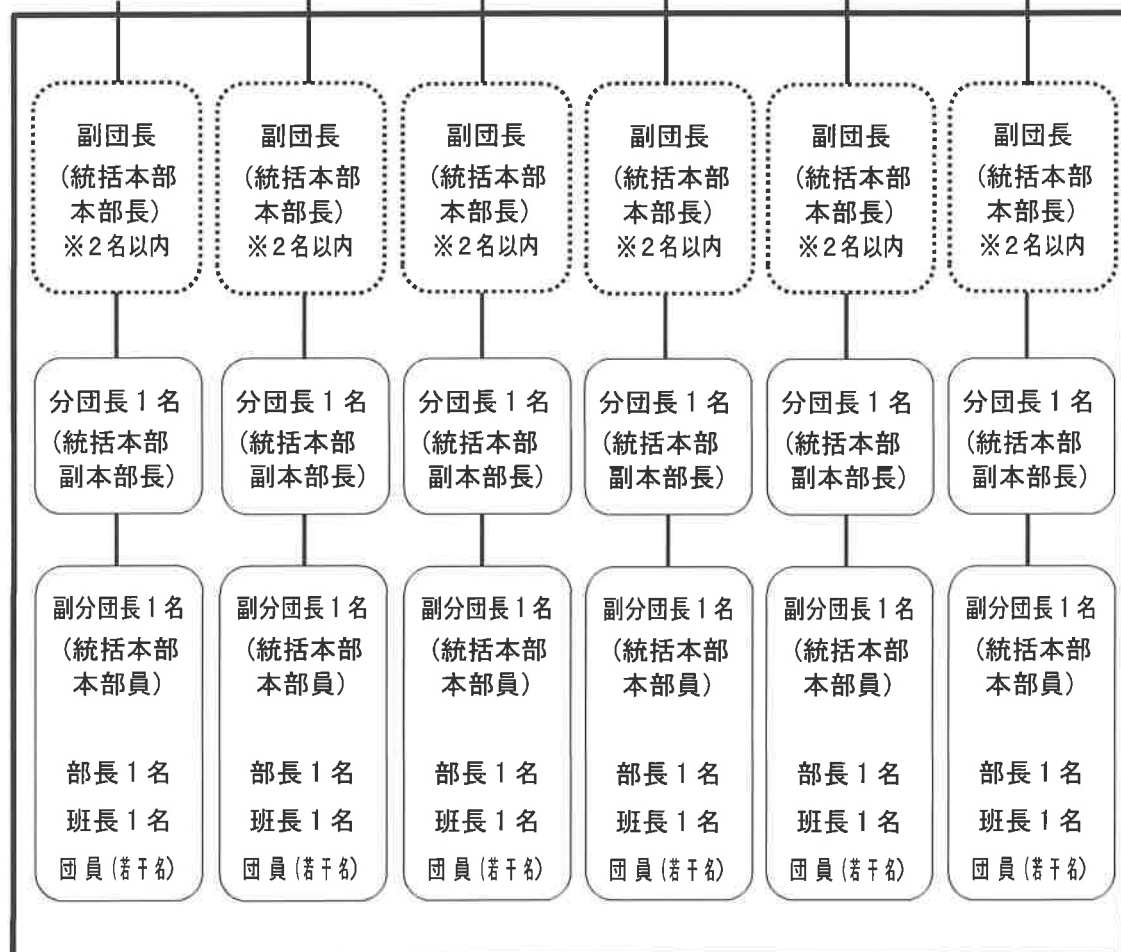 副団長
(統括本部
本部長)
※2名以内
副団長
(統括本部
本部長)
※2名以内
副団長
(統括本部
本部長)
※2名以内
副団長
(統括本部
本部長)
※2名以内
副団長
(統括本部
本部長)
※2名以内
副団長
(統括本部
本部長)
※2名以内
分団長1名
(統括本部
副本部長)
分団長1名
(統括本部
副本部長)
分団長1名
(統括本部
副本部長)
分団長1名
(統括本部
副本部長)
分団長1名
(統括本部
副本部長)
分団長1名
(統括本部
副本部長)
副分団長1名
(統括本部
本部員)
部長1名
班長1名
団員(若干名)
副分団長1名
(統括本部
本部員)
部長1名
班長1名
団員(若干名)
副分団長1名
(統括本部
本部員)
部長1名
班長1名
団員(若干名)
副分団長1名
(統括本部
本部員)
部長1名
班長1名
団員(若干名)
副分団長1名
(統括本部
本部員)
部長1名
班長1名
団員(若干名)
副分団長1名
(統括本部
本部員)
部長1名
班長1名
団員(若干名)